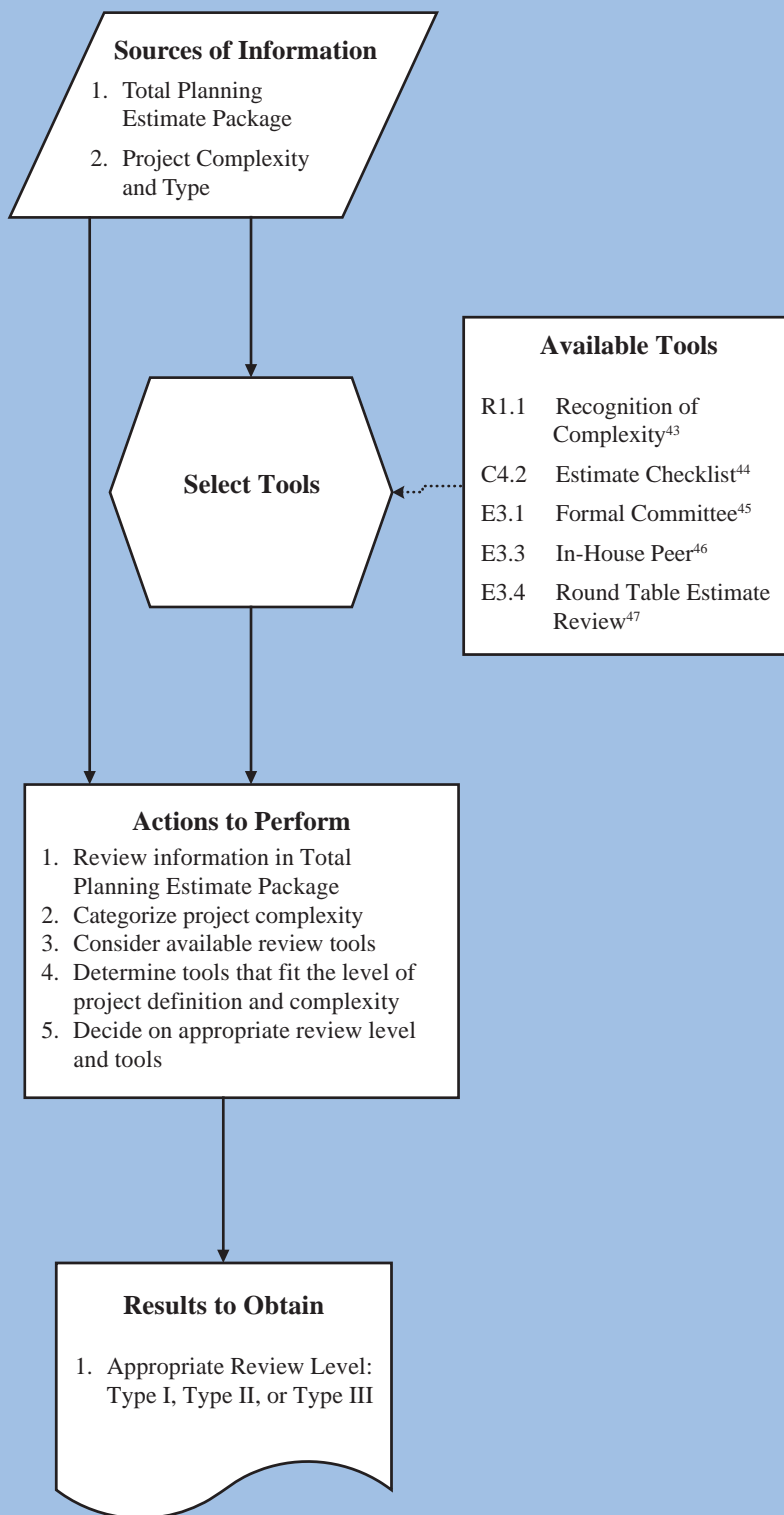 Sources of Information
1. Total Planning
Estimate Package
2. Project Complexity
and Type
Select Tools
Available Tools
R1.1 Recognition of
Complexity⁴³
C4.2 Estimate Checklist⁴⁴
E3.1 Formal Committee⁴⁵
E3.3 In-House Peer⁴⁶
E3.4 Round Table Estimate
Review⁴⁷
Actions to Perform
1. Review information in Total
Planning Estimate Package
2. Categorize project complexity
3. Consider available review tools
4. Determine tools that fit the level of
project definition and complexity
5. Decide on appropriate review level
and tools
Results to Obtain
1. Appropriate Review Level:
Type I, Type II, or Type III